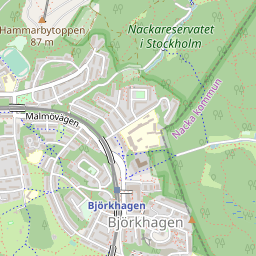 Hammarbytoppen
87 m
Nackareservatet
i Stockholm
Malmövägen
Nacka kommun
Björkhagen
Björkhagen